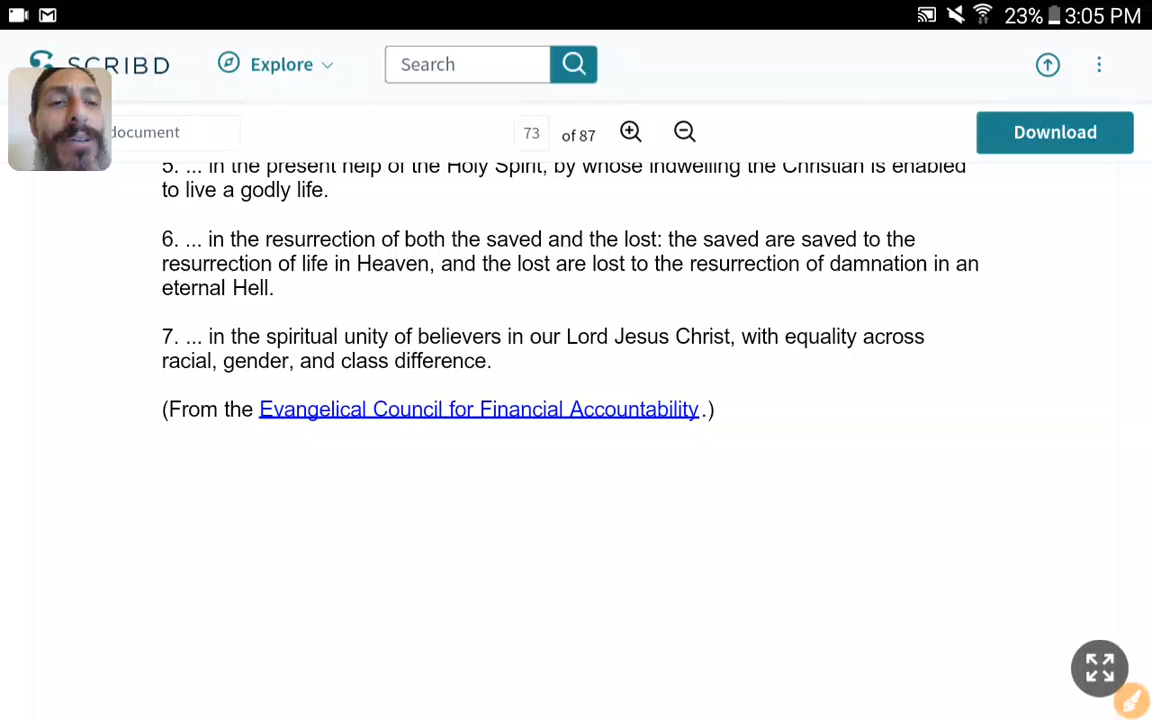 23% 3:05 PM
SCRIBD Explore Search
document 73 of 87 Download
5. ... in the present help of the Holy Spirit, by whose indwelling the Christian is enabled
to live a godly life.
6. ... in the resurrection of both the saved and the lost: the saved are saved to the
resurrection of life in Heaven, and the lost are lost to the resurrection of damnation in an
eternal Hell.
7. ... in the spiritual unity of believers in our Lord Jesus Christ, with equality across
racial, gender, and class difference.
(From the Evangelical Council for Financial Accountability.)